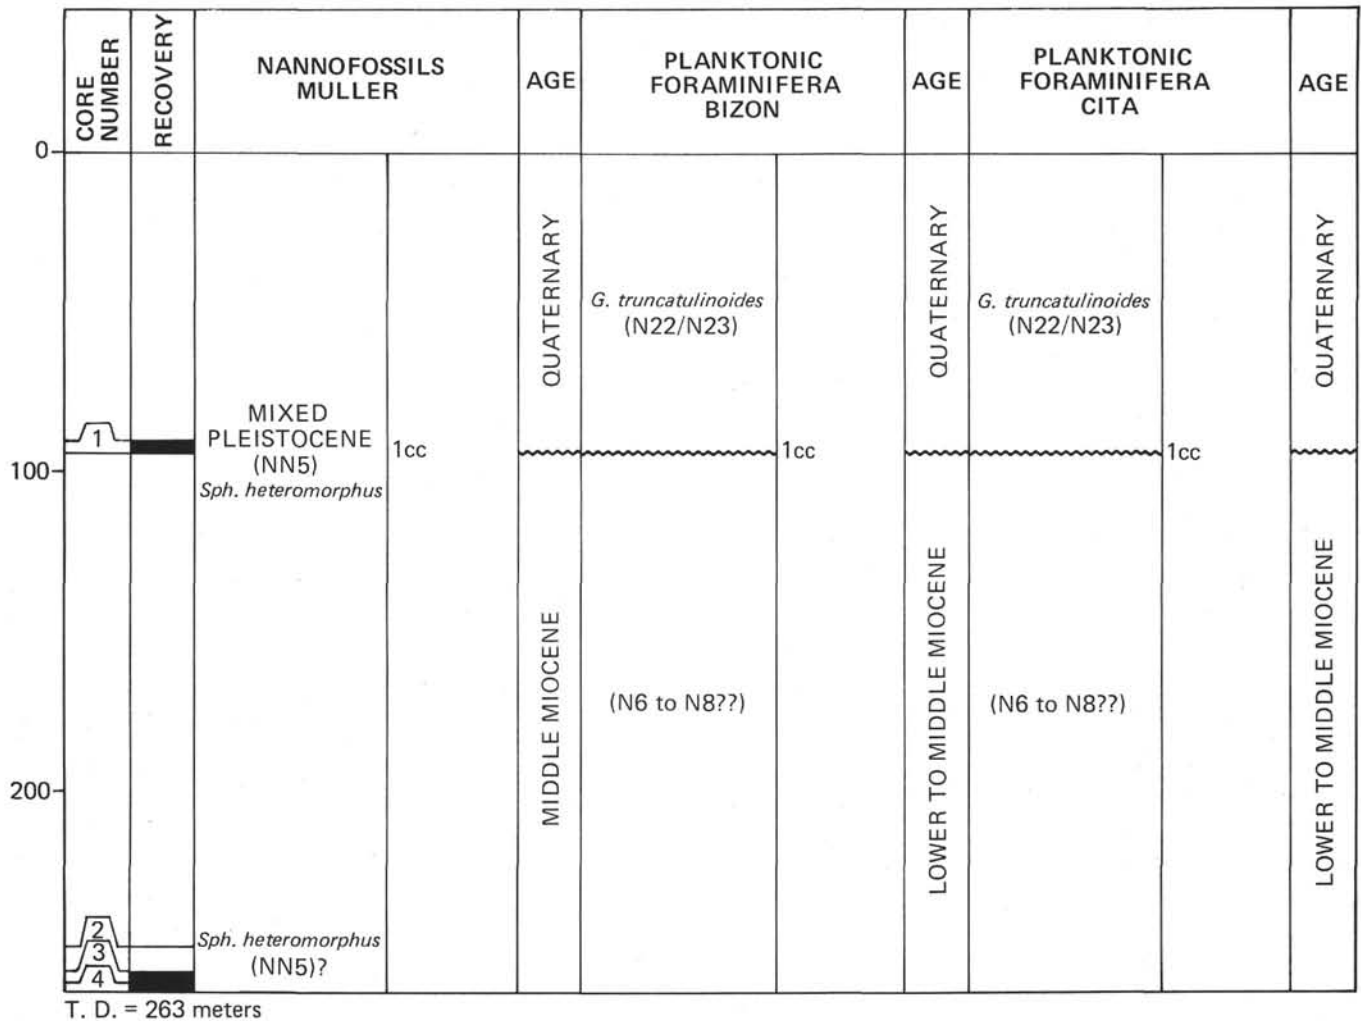 CORE
NUMBER
RECOVERY
NANNOFOSSILS
MULLER
AGE
PLANKTONIC
FORAMINIFERA
BIZON
AGE
PLANKTONIC
FORAMINIFERA
CITA
AGE
0
100
200
1
2
3
4
MIXED
PLEISTOCENE
(NN5)
Sph. heteromorphus
1cc
Sph. heteromorphus
(NN5)?
QUATERNARY
MIDDLE MIOCENE
G. truncatulinoides
(N22/N23)
1cc
(N6 to N8??)
QUATERNARY
LOWER TO MIDDLE MIOCENE
G. truncatulinoides
(N22/N23)
1cc
(N6 to N8??)
QUATERNARY
LOWER TO MIDDLE MIOCENE
T. D. = 263 meters